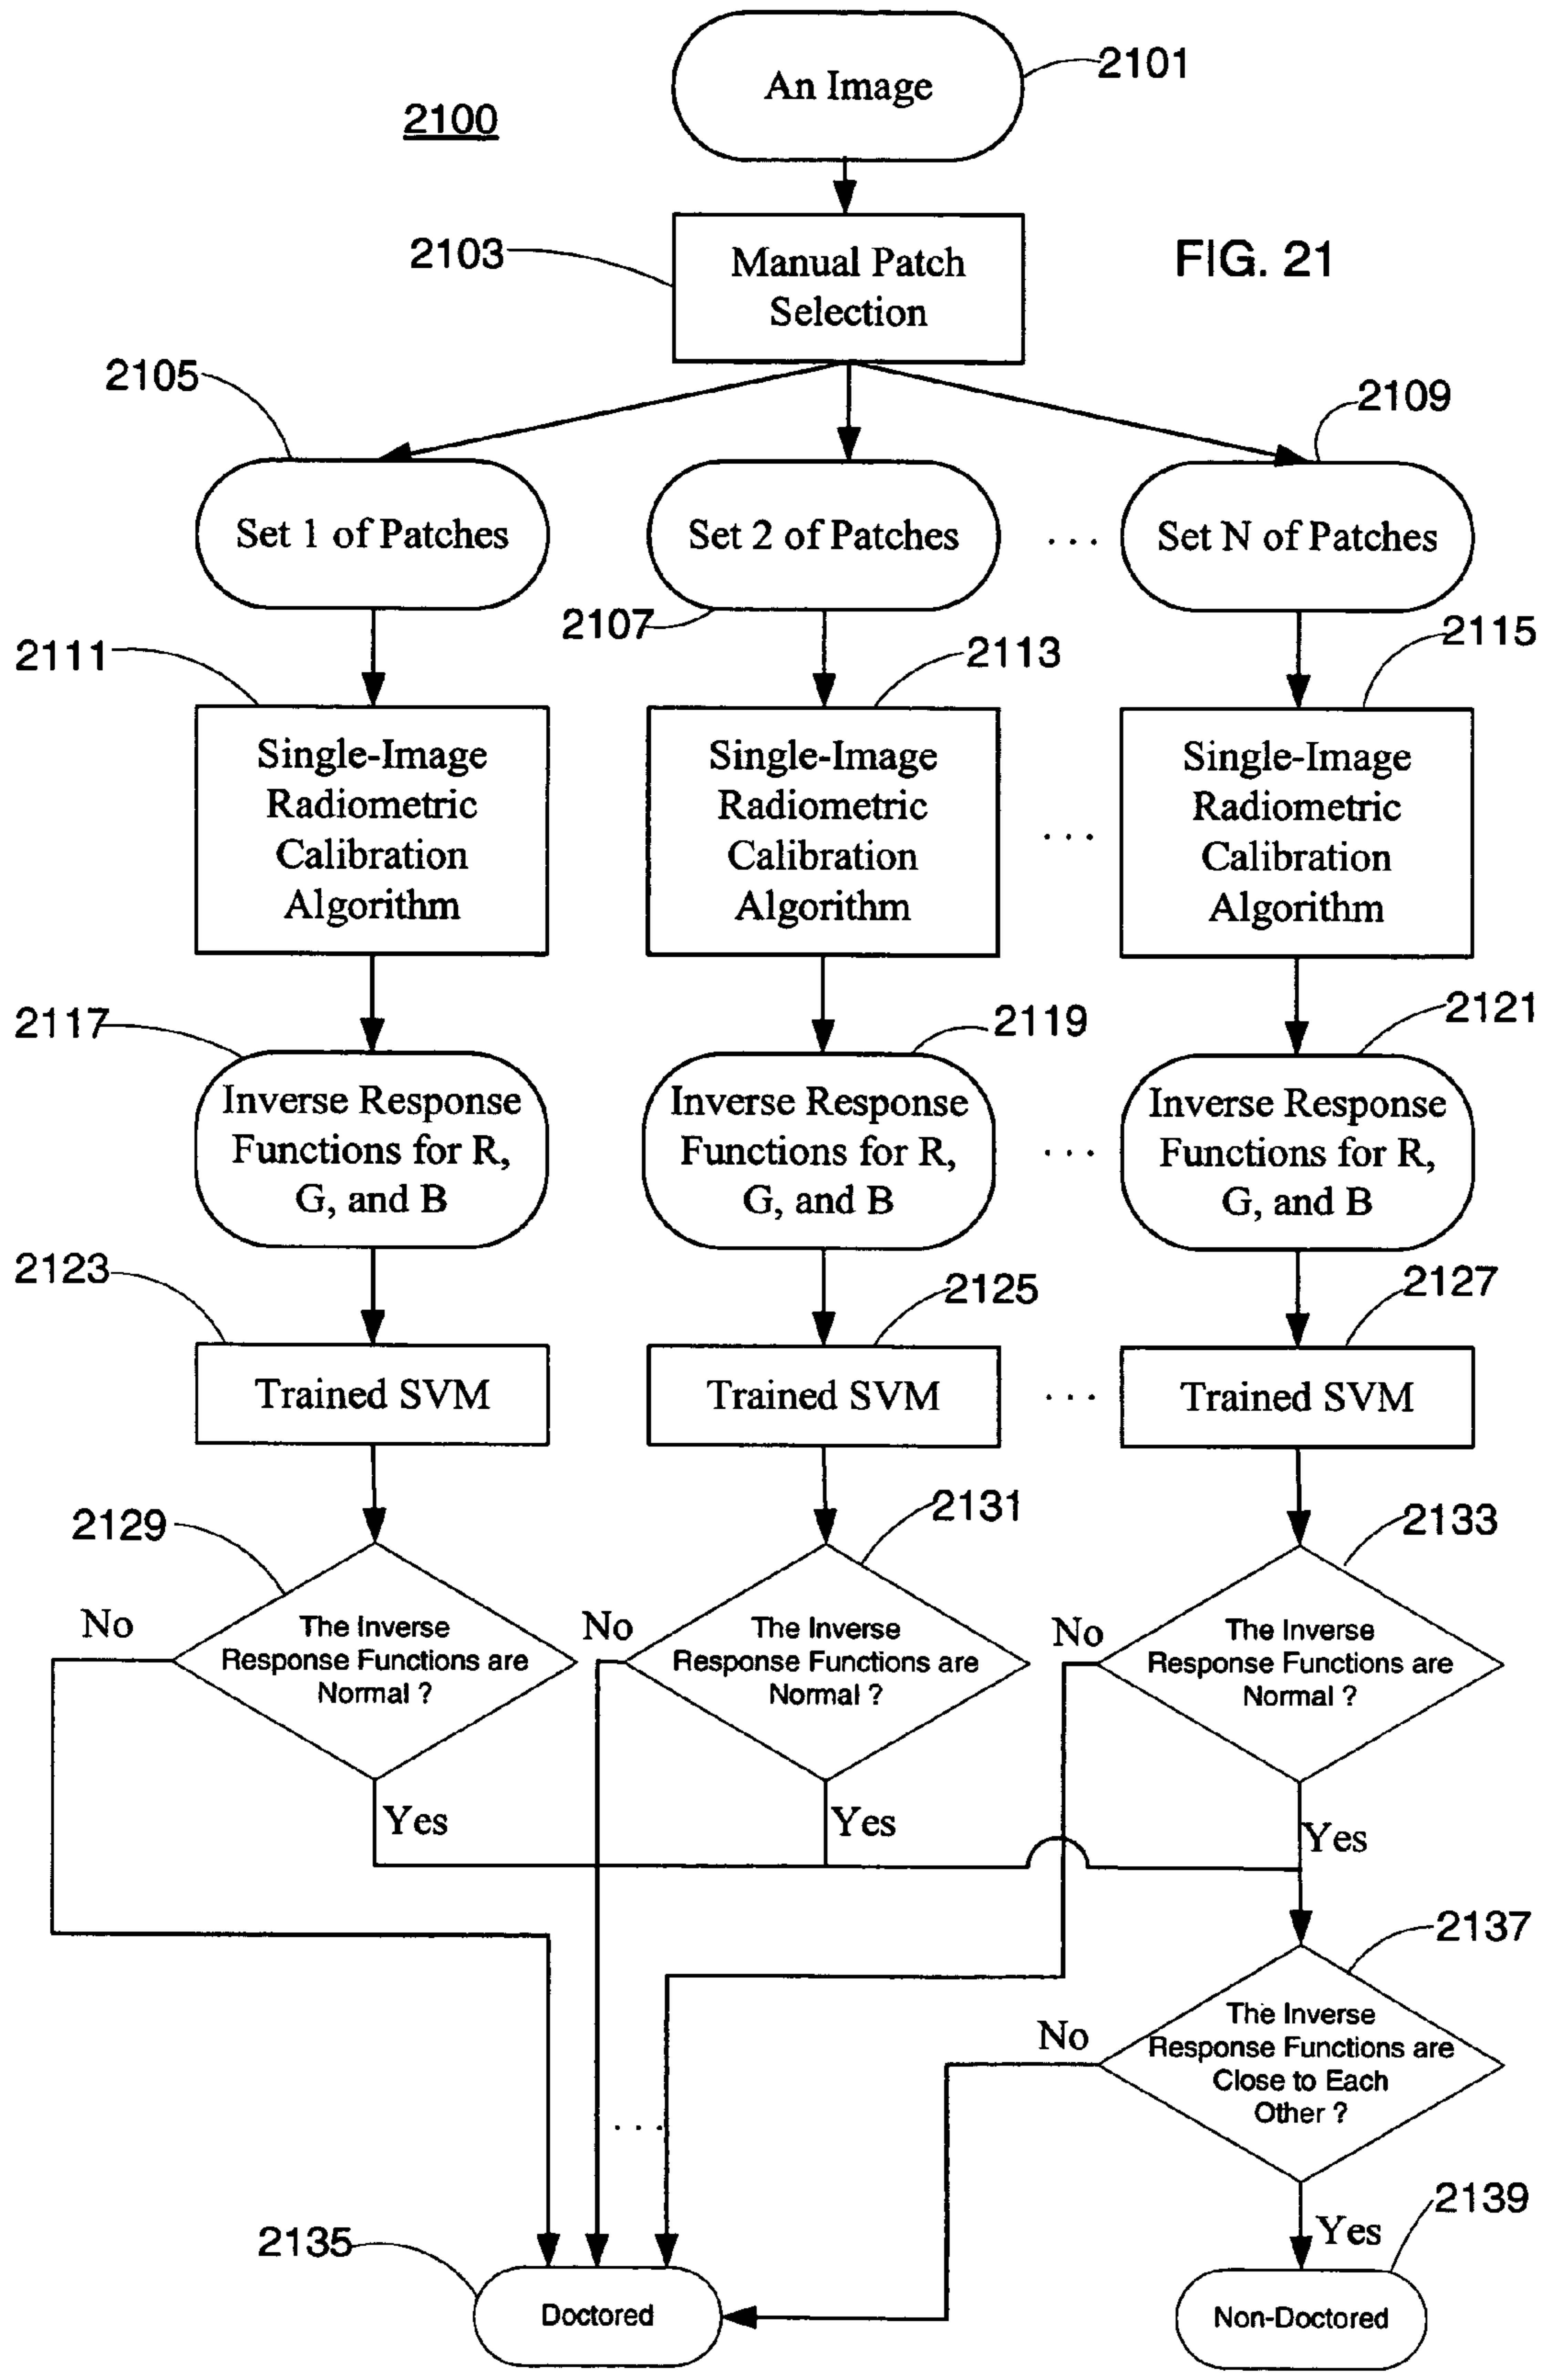 An Image
2101
2100
2103
Manual Patch
Selection
FIG. 21
2105
2109
Set 1 of Patches
Set 2 of Patches
. . .
Set N of Patches
2107
2111
2113
2115
Single-Image
Radiometric
Calibration
Algorithm
Single-Image
Radiometric
Calibration
Algorithm
. . .
Single-Image
Radiometric
Calibration
Algorithm
2117
2119
2121
Inverse Response
Functions for R,
G, and B
Inverse Response
Functions for R,
G, and B
. . .
Inverse Response
Functions for R,
G, and B
2123
2125
2127
Trained SVM
Trained SVM
. . .
Trained SVM
2129
2131
2133
No
The Inverse
Response Functions are
Normal ?
No
The Inverse
Response Functions are
Normal ?
No
The Inverse
Response Functions are
Normal ?
Yes
Yes
Yes
2137
No
The Inverse
Response Functions are
Close to Each
Other ?
. . .
2135
2139
Yes
Doctored
Non-Doctored